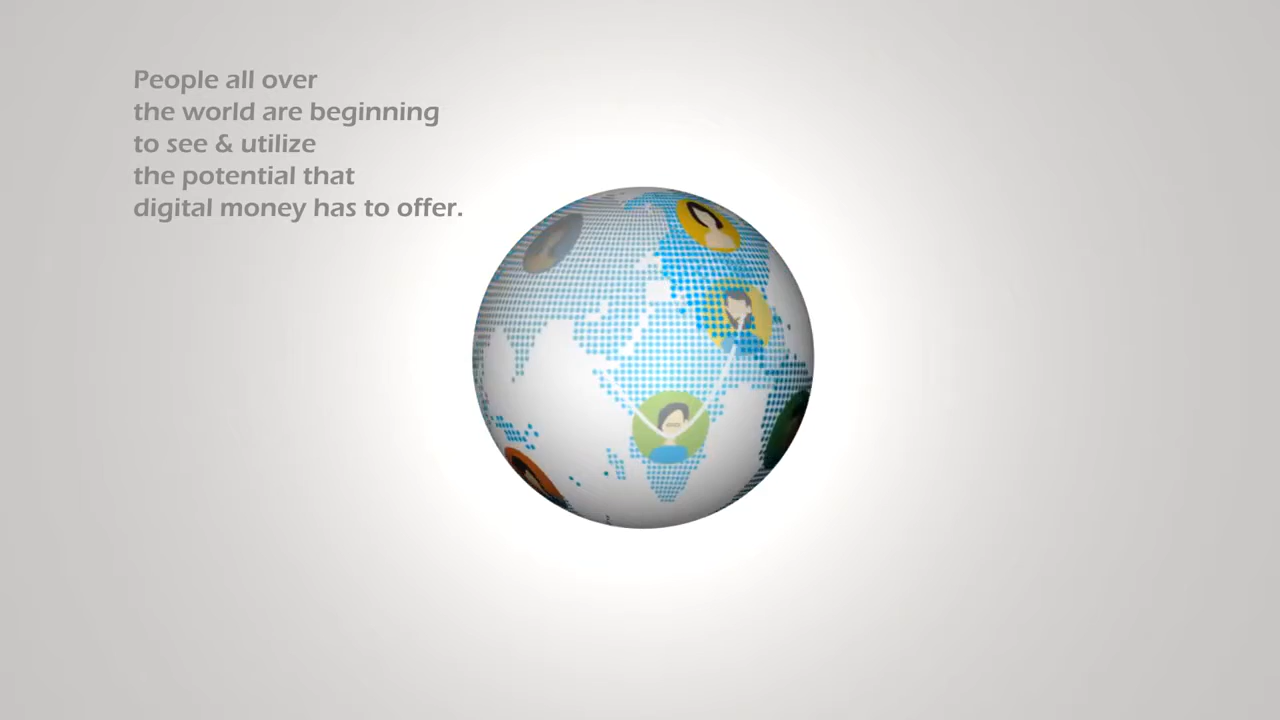 People all over
the world are beginning
to see & utilize
the potential that
digital money has to offer.